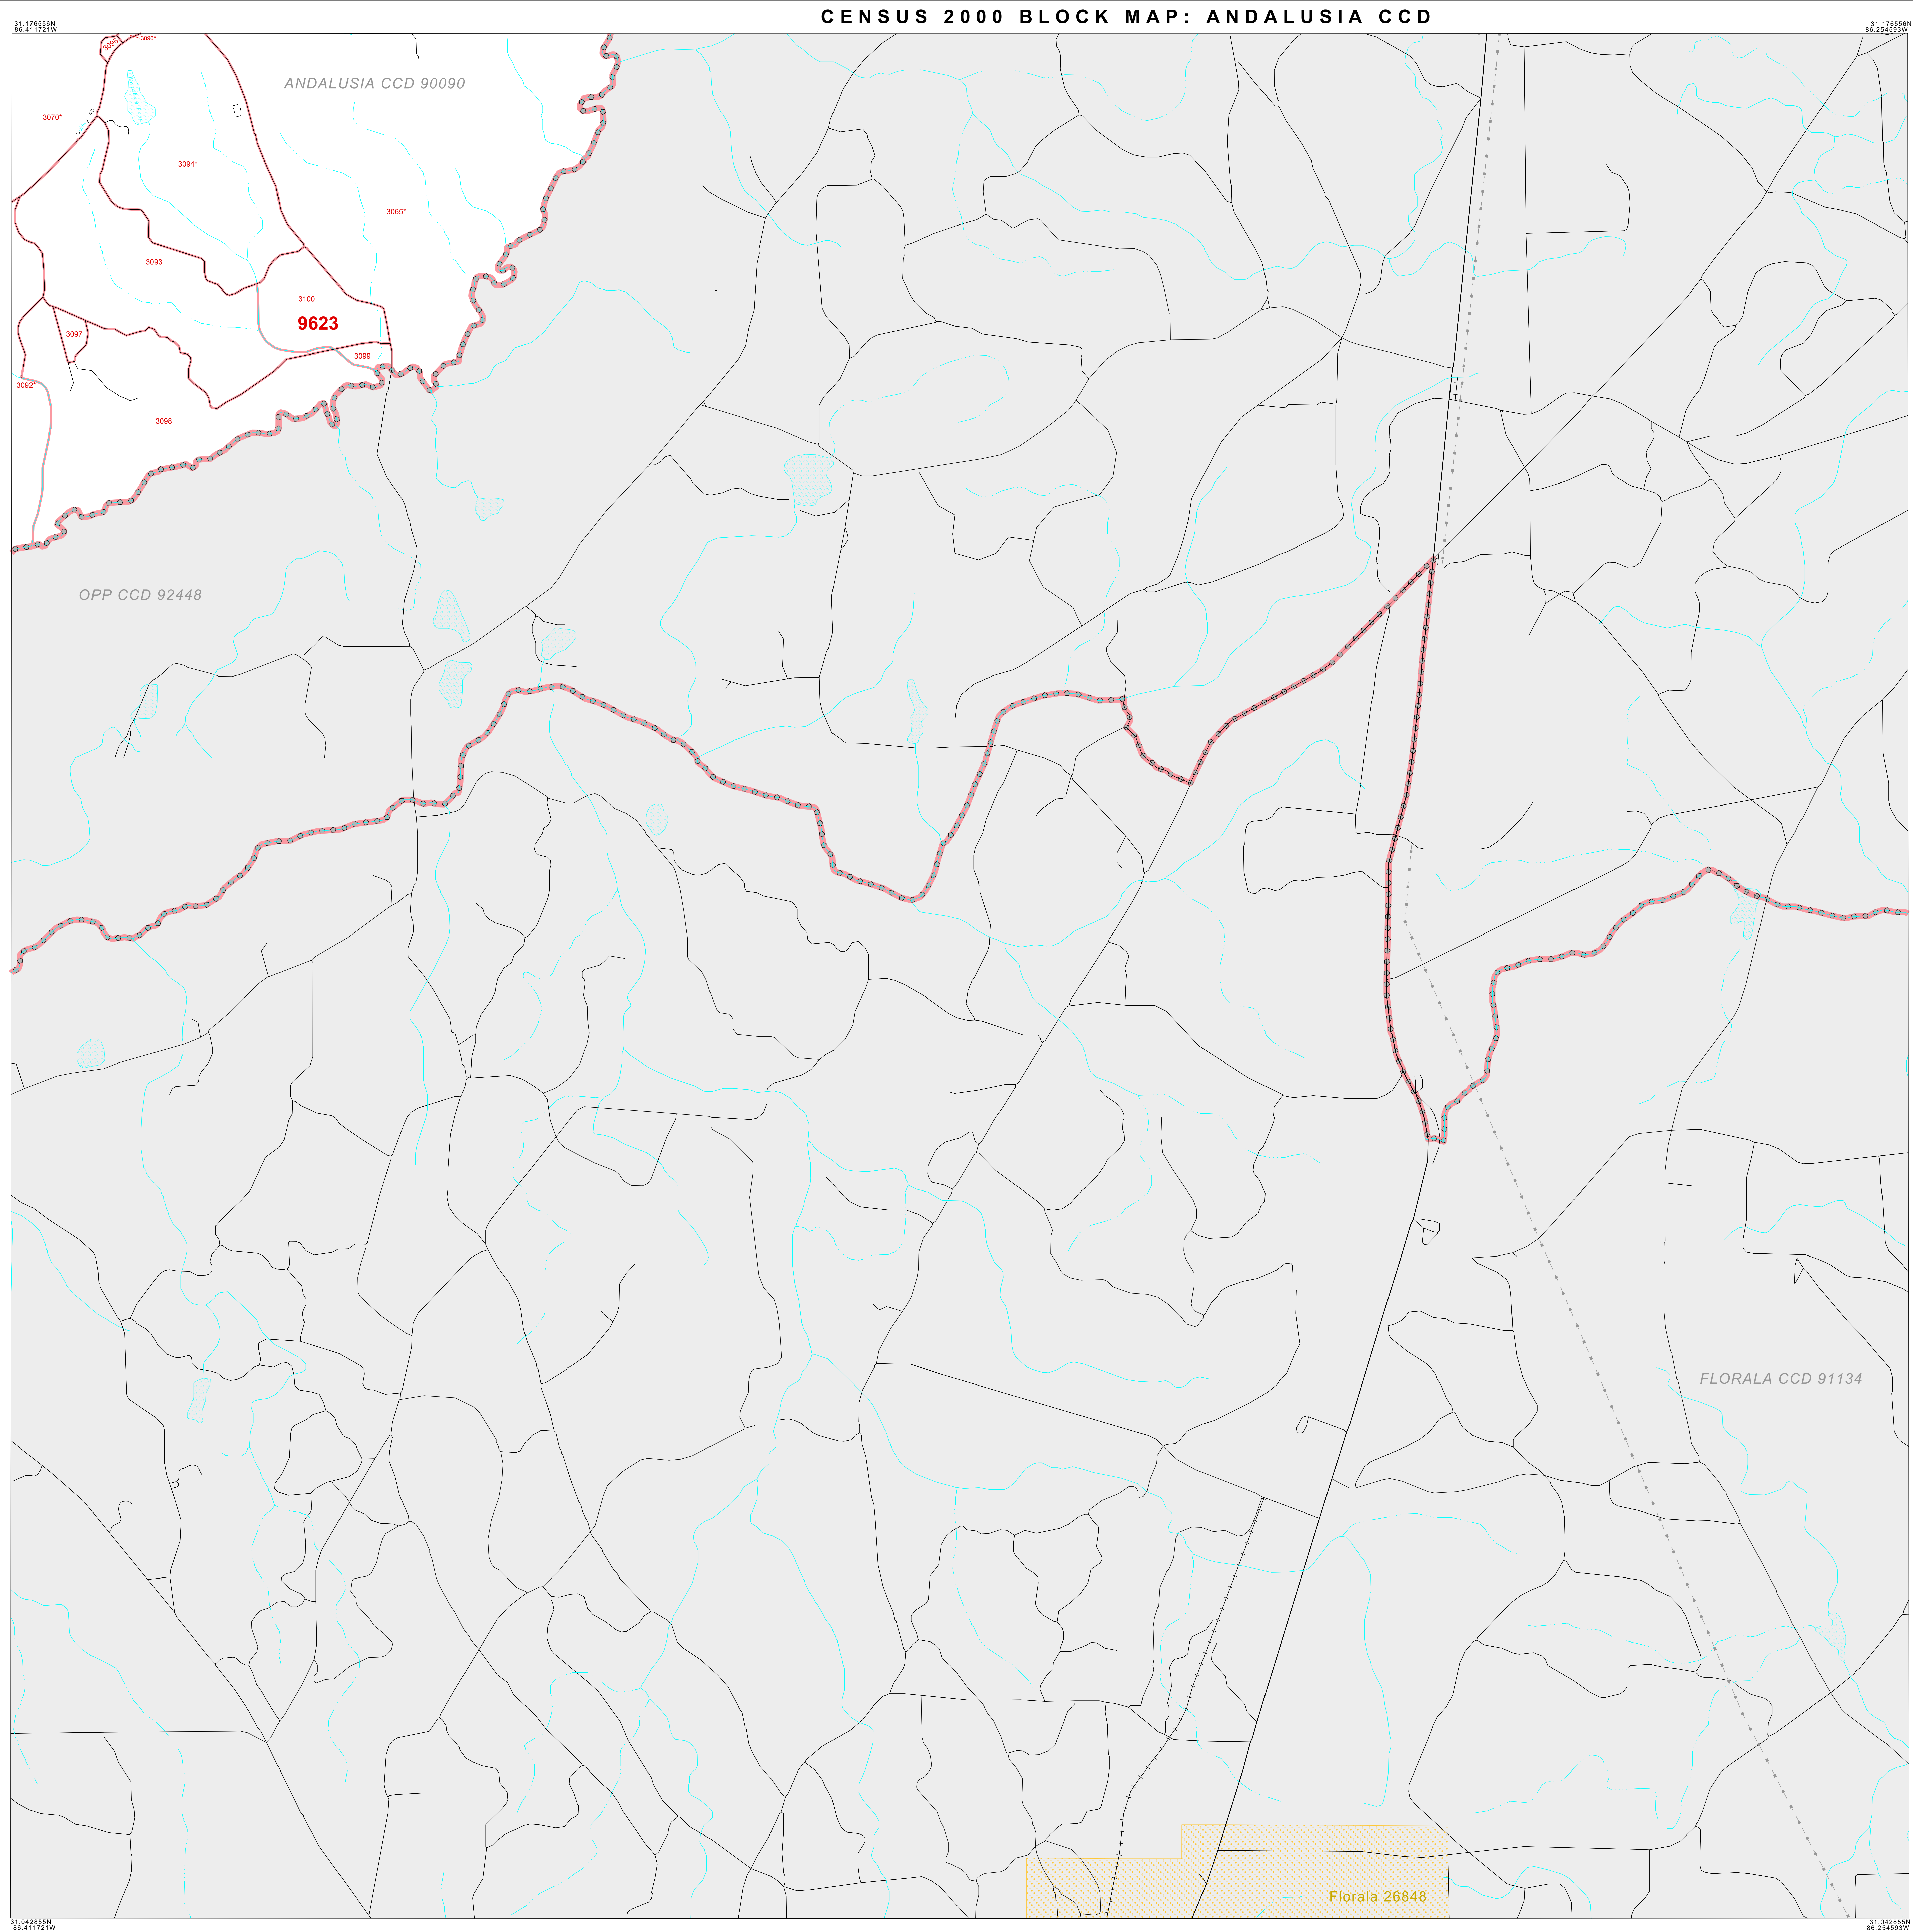 CENSUS 2000 BLOCK MAP: ANDALUSIA CCD
31.176556N
86.411721W
31.176556N
86.254593W
3095
3096*
ANDALUSIA CCD 90090
3070*
3094*
3065*
3093
3100
9623
3097
3099
3092*
3098
OPP CCD 92448
FLORALA CCD 91134
Florala 26848
31.042855N
86.411721W
31.042855N
86.254593W